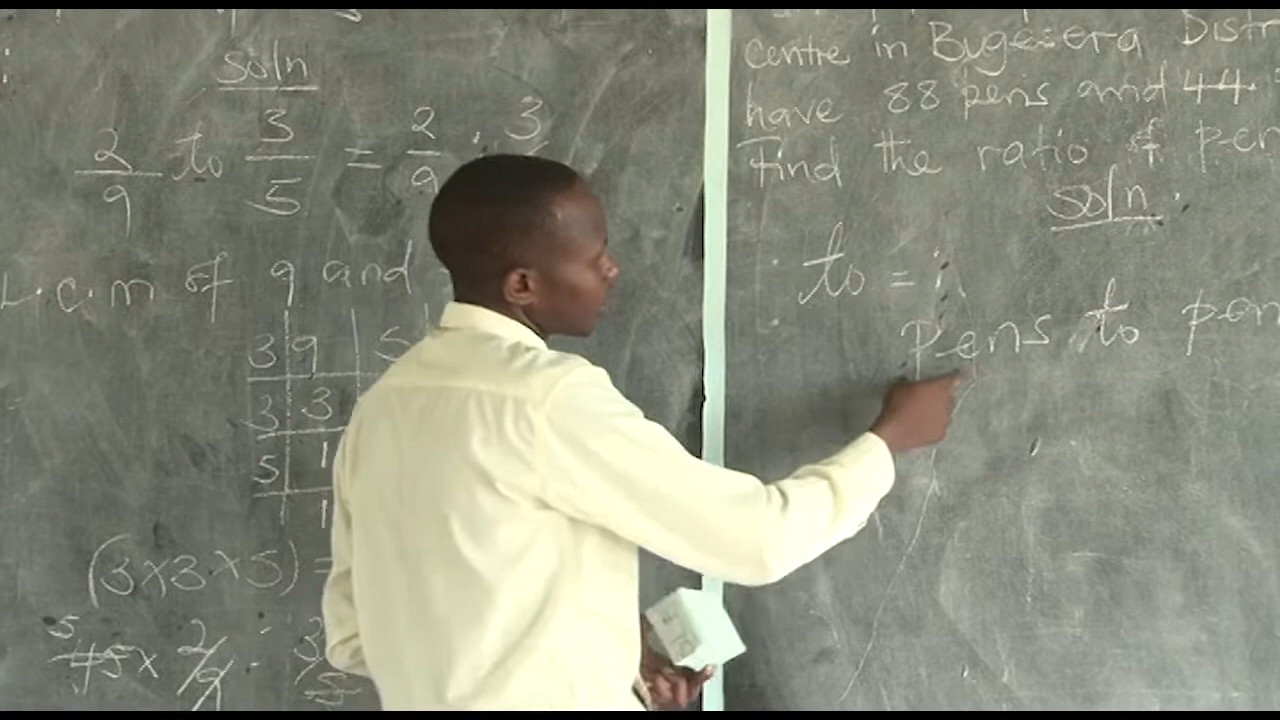 soln
2/9 to 3/5 = 2/9 : 3
L.c.m of 9 and
3 9 5
3 3
5 1
1
(3x3x5) =
5
45 x 2/9 : 3/5
centre in Bugesera Distr
have 88 pens and 44
Find the ratio of pen
soln
to = :
Pens to pen